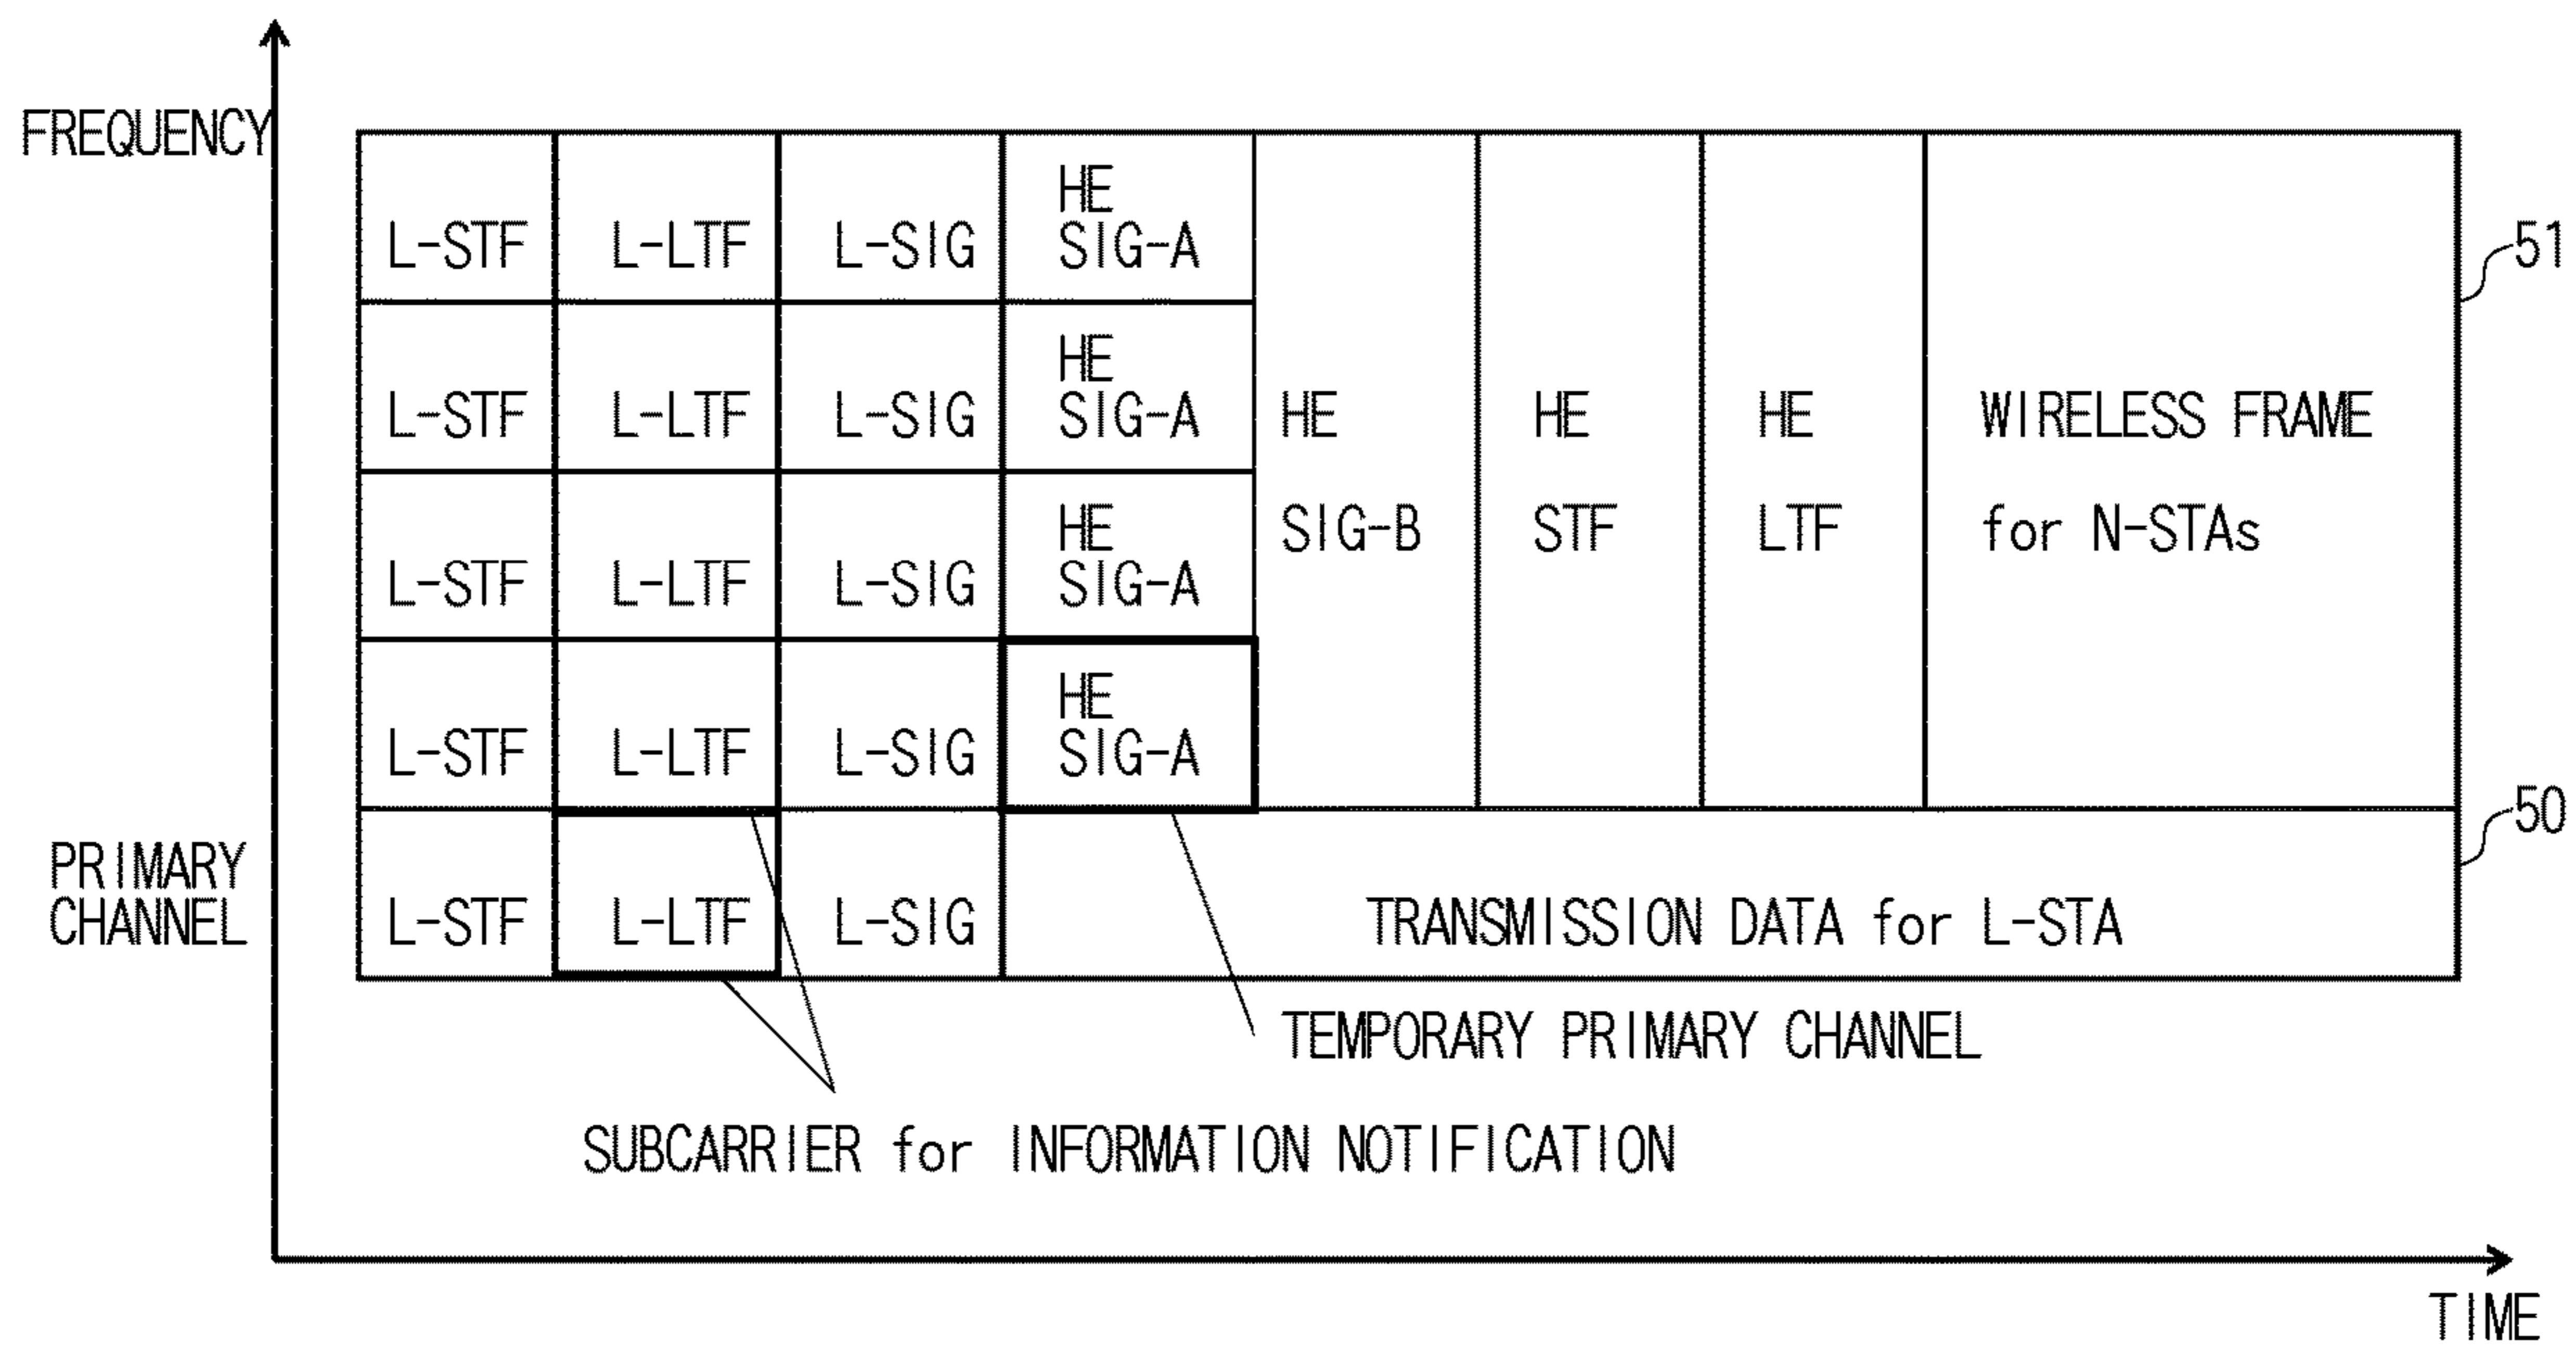 FREQUENCY
HE
L-STF L-LTF L-SIG SIG-A
51
HE
L-STF L-LTF L-SIG SIG-A HE HE HE WIRELESS FRAME
HE
SIG-B STF LTF for N-STAs
L-STF L-LTF L-SIG SIG-A
HE
L-STF L-LTF L-SIG SIG-A
50
PRIMARY
CHANNEL
L-STF L-LTF L-SIG TRANSMISSION DATA for L-STA
TEMPORARY PRIMARY CHANNEL
SUBCARRIER for INFORMATION NOTIFICATION
TIME